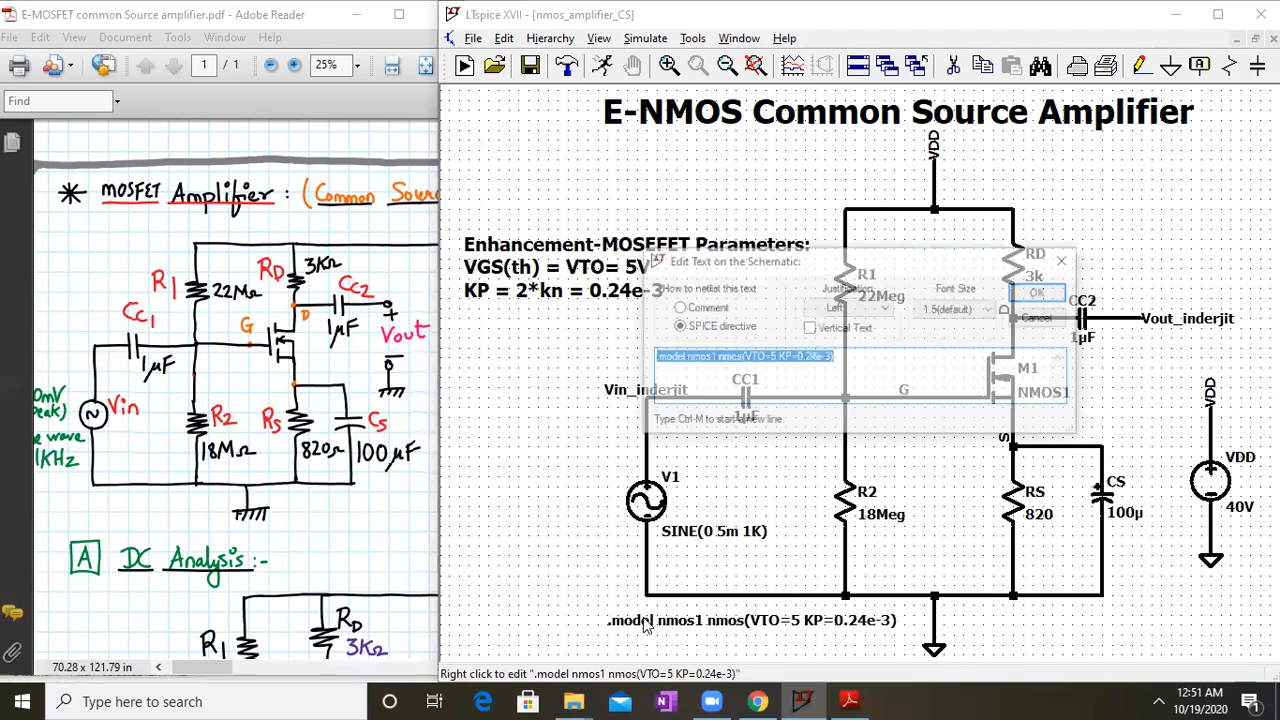 E-MOSFET common Source amplifier.pdf - Adobe Reader
File Edit View Document Tools Window Help
1 / 1 25%
Find
* MOSFET Amplifier: (Common Sour
R1 22MΩ RD 3KΩ CC2
CC1 G D 1μF + Vout
1μF
0mV
peak)
e wave
1KHz
Vin R2 18MΩ RS 820Ω CS 100μF
A DC Analysis :-
R1 RD 3KΩ
70.28 x 121.79 in
LTspice XVII - [nmos_amplifier_CS]
File Edit Hierarchy View Simulate Tools Window Help
E-NMOS Common Source Amplifier
VDD
Enhancement-MOSEFET Parameters:
VGS(th) = VTO= 5V
KP = 2*kn = 0.24e-3
Edit Text on the Schematic:
How to netlist this text
Comment
SPICE directive
Justification
Left
Vertical Text
Font Size
1.5(default)
OK
Cancel
.model nmos1 nmos(VTO=5 KP=0.24e-3)
Type Ctrl-M to start a new line.
R1
22Meg
RD
3k
CC2
1µF
Vout_inderjit
Vin_inderjit
CC1
1µF
G
M1
NMOS1
S
V1
SINE(0 5m 1K)
R2
18Meg
RS
820
CS
100µ
VDD
VDD
40V
.model nmos1 nmos(VTO=5 KP=0.24e-3)
Right click to edit ".model nmos1 nmos(VTO=5 KP=0.24e-3)"
Type here to search
12:51 AM
10/19/2020
1